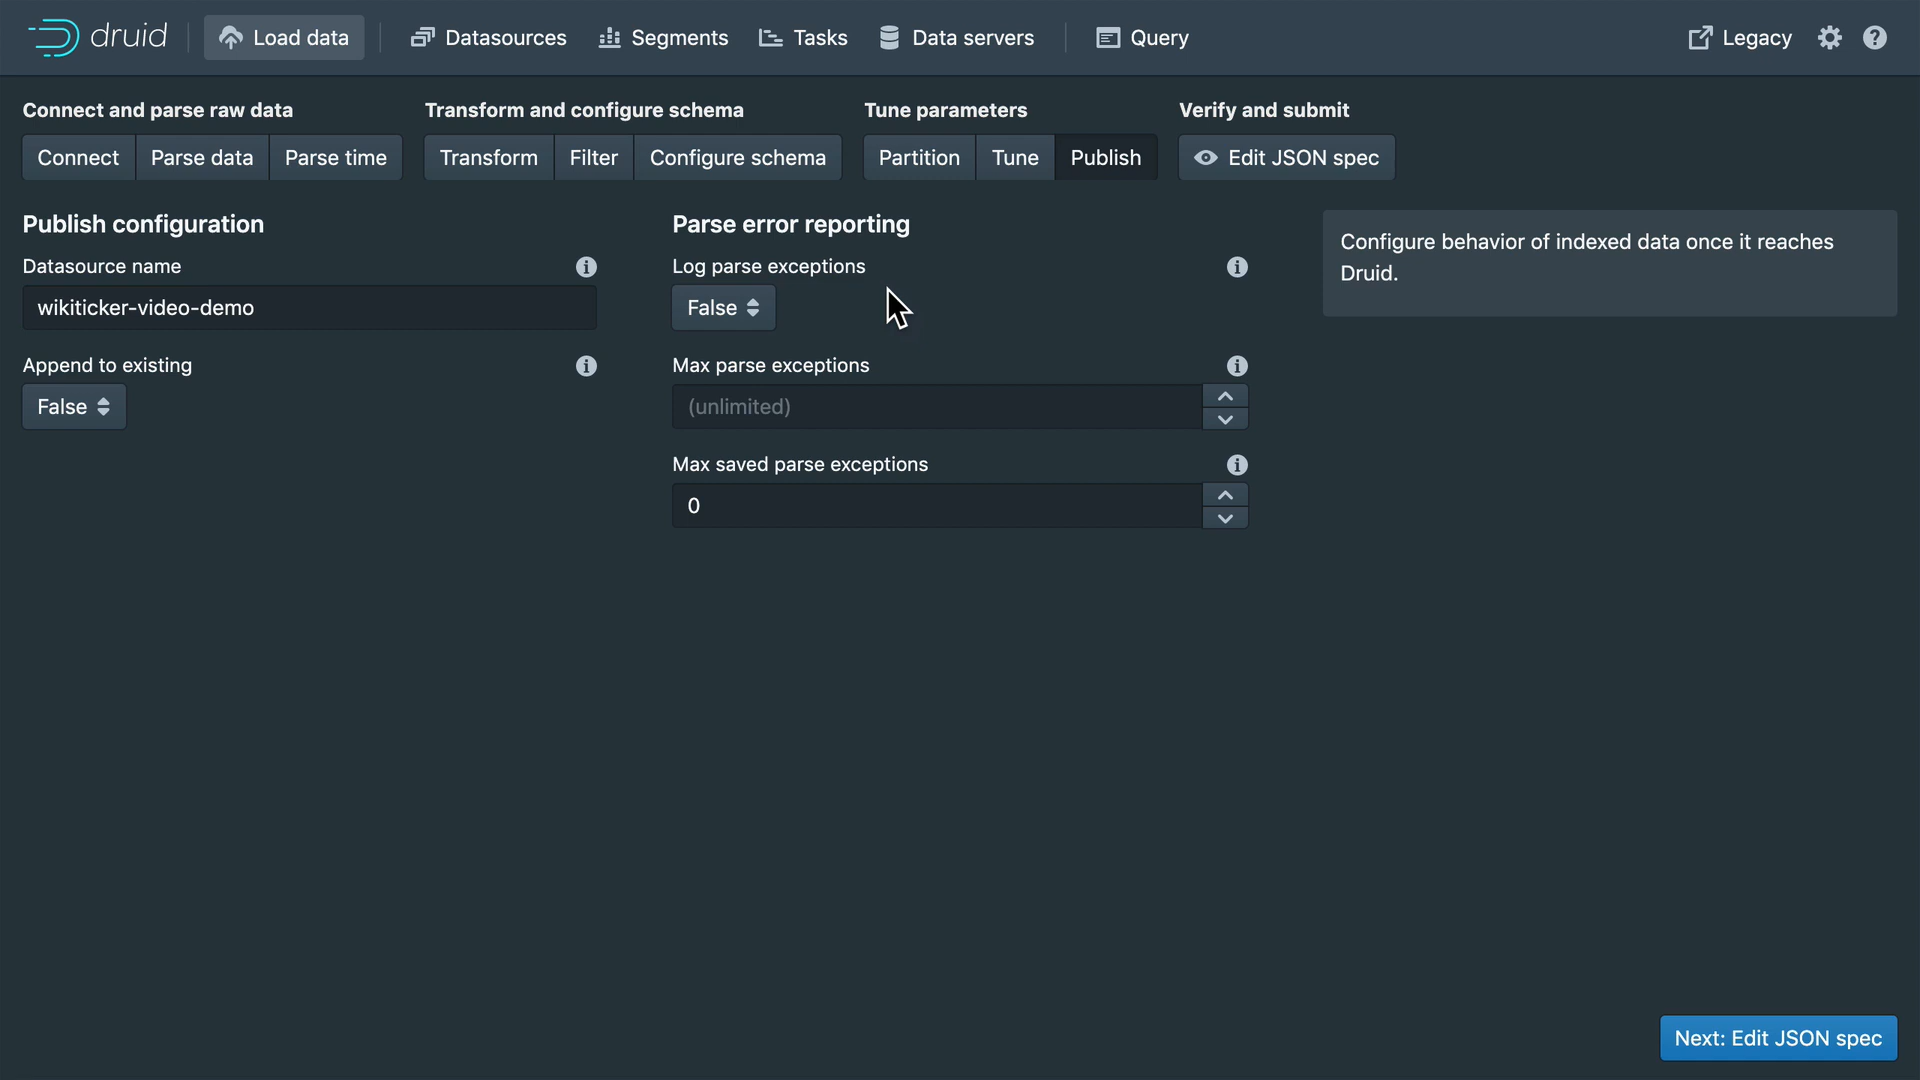 druid
Load data
Datasources
Segments
Tasks
Data servers
Query
Legacy
Connect and parse raw data
Transform and configure schema
Tune parameters
Verify and submit
Connect
Parse data
Parse time
Transform
Filter
Configure schema
Partition
Tune
Publish
Edit JSON spec
Publish configuration
Datasource name
wikiticker-video-demo
Append to existing
False
Parse error reporting
Log parse exceptions
False
Max parse exceptions
(unlimited)
Max saved parse exceptions
0
Configure behavior of indexed data once it reaches
Druid.
Next: Edit JSON spec